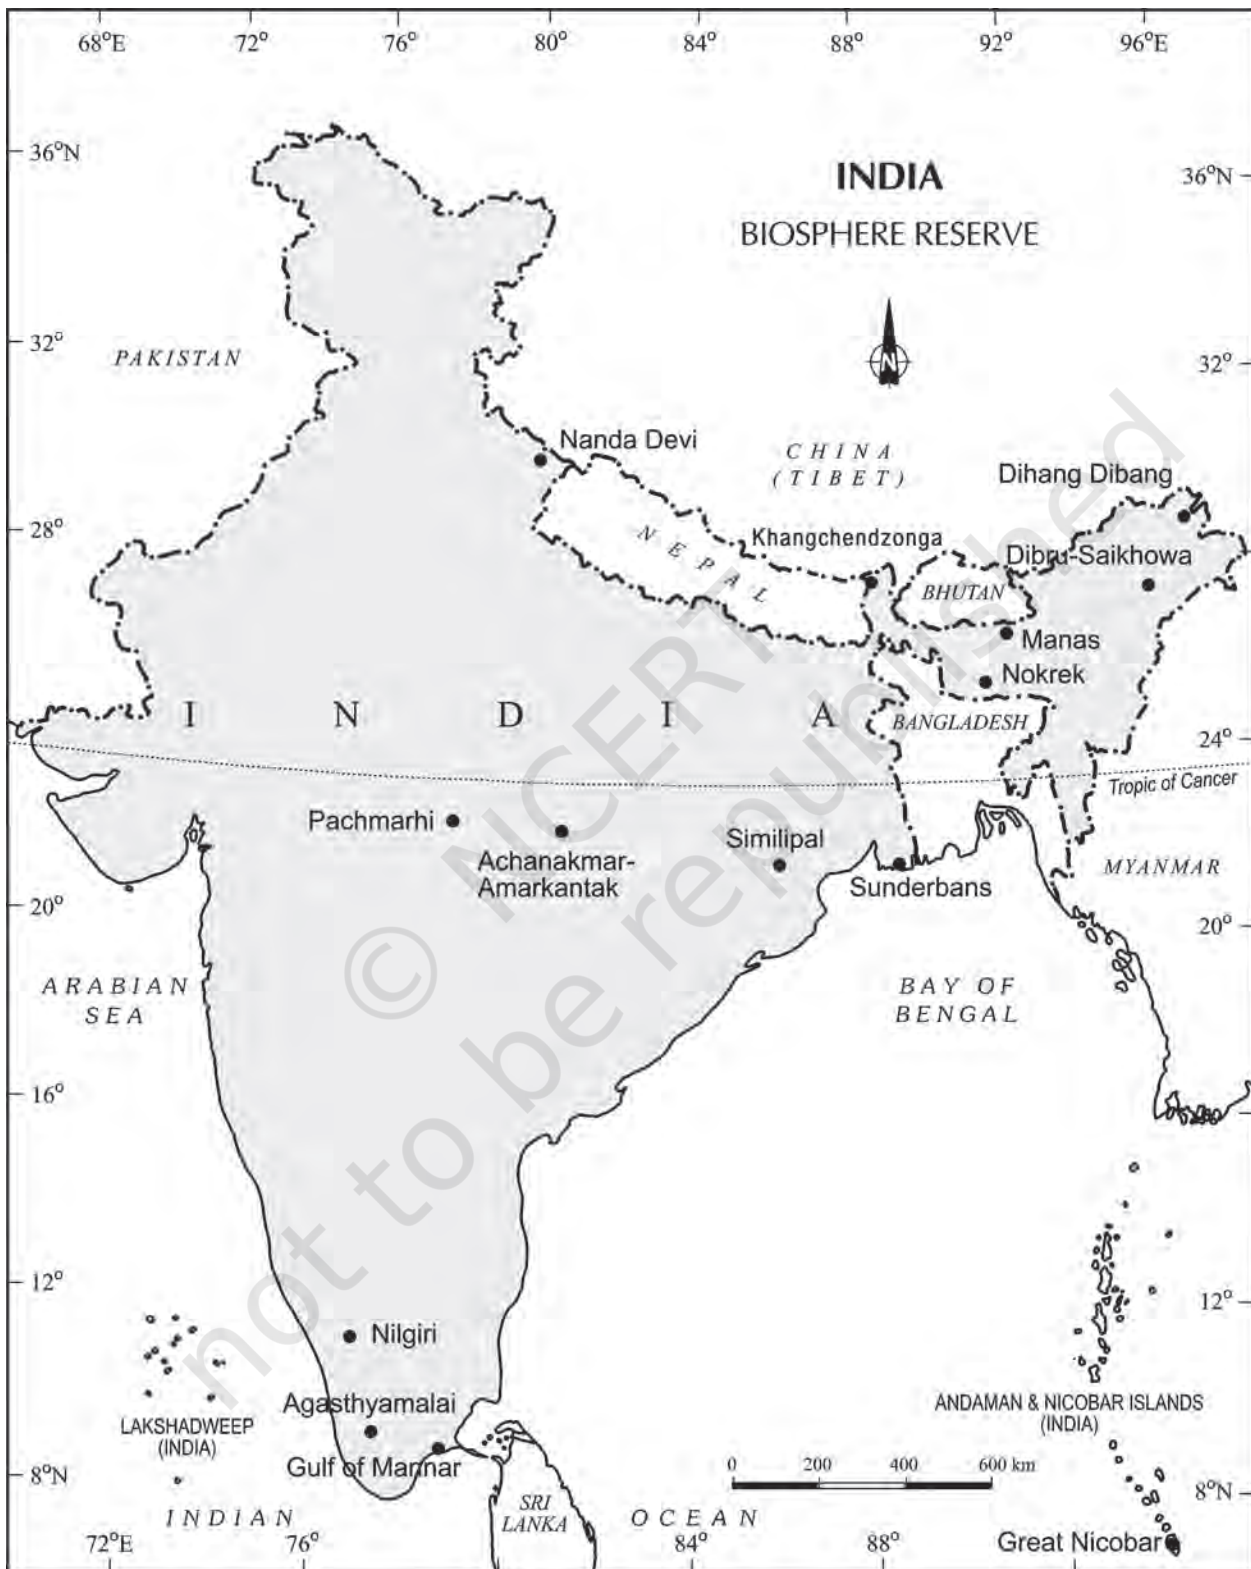 68°E 72° 76° 80° 84° 88° 92° 96°E
36°N
INDIA
36°N
BIOSPHERE RESERVE
N
32°
PAKISTAN
32°
Nanda Devi
CHINA
(TIBET)
Dihang Dibang
28°
NEPAL
Khangchendzonga
28°
Dibru-Saikhowa
BHUTAN
Manas
Nokrek
INDIA
BANGLADESH
24°
Tropic of Cancer
Pachmarhi
Achanakmar-
Amarkantak
Similipal
Sunderbans
MYANMAR
20°
20°
ARABIAN
SEA
BAY OF
BENGAL
16°
12°
12°
Nilgiri
Agasthyamalai
LAKSHADWEEP
(INDIA)
ANDAMAN & NICOBAR ISLANDS
(INDIA)
Gulf of Mannar
0 200 400 600 km
8°N
8°N
INDIAN
SRI
LANKA
OCEAN
Great Nicobar
72°E 76° 84° 88°
© NCERT
not to be republished